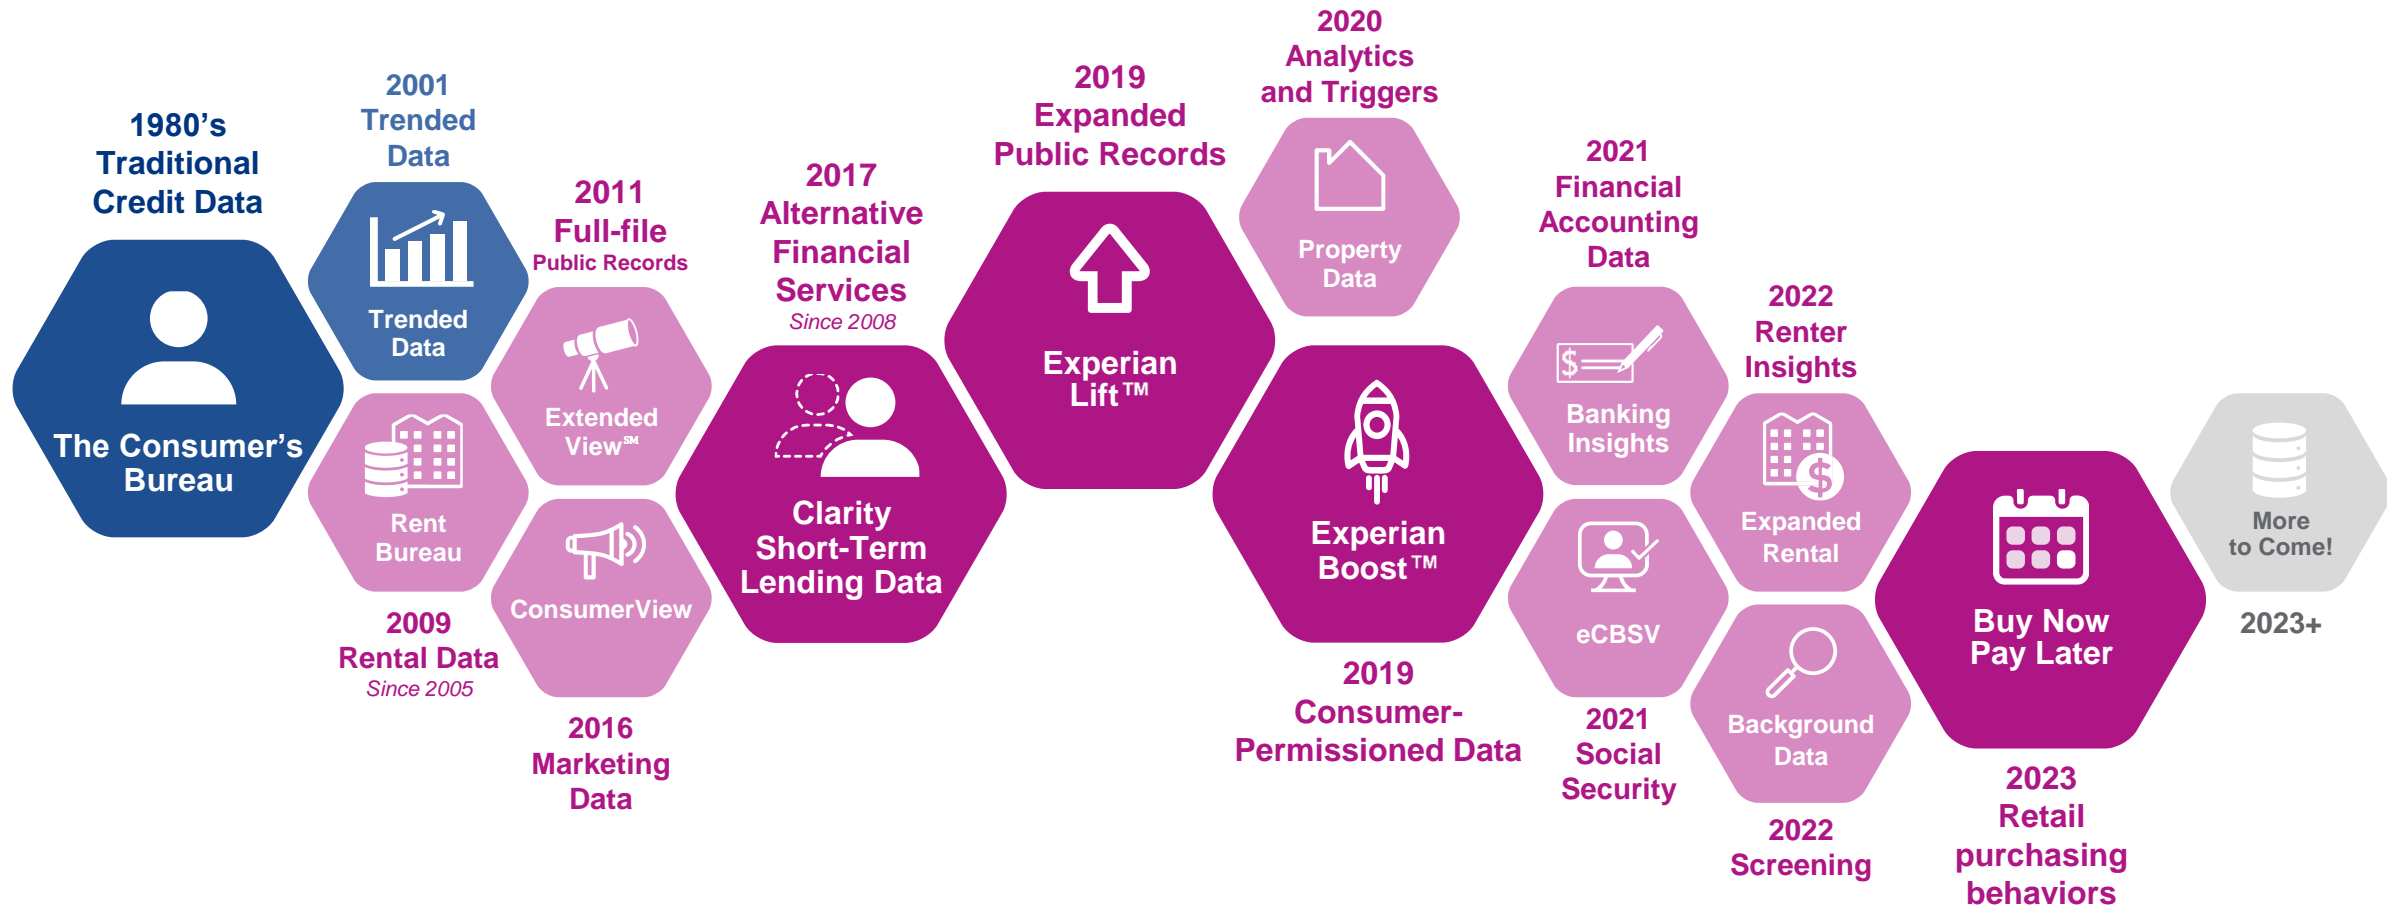 1980's
Traditional
Credit Data
The Consumer's
Bureau
2001
Trended
Data
Trended
Data
Rent
Bureau
2009
Rental Data
Since 2005
2011
Full-file
Public Records
Extended
View℠
ConsumerView
2016
Marketing
Data
2017
Alternative
Financial
Services
Since 2008
Clarity
Short-Term
Lending Data
2019
Expanded
Public Records
Experian
Lift™
2020
Analytics
and Triggers
Property
Data
Experian
Boost™
2019
Consumer-
Permissioned Data
2021
Financial
Accounting
Data
$
Banking
Insights
eCBSV
2021
Social
Security
2022
Renter
Insights
$
Expanded
Rental
Background
Data
2022
Screening
Buy Now
Pay Later
2023
Retail
purchasing
behaviors
More
to Come!
2023+